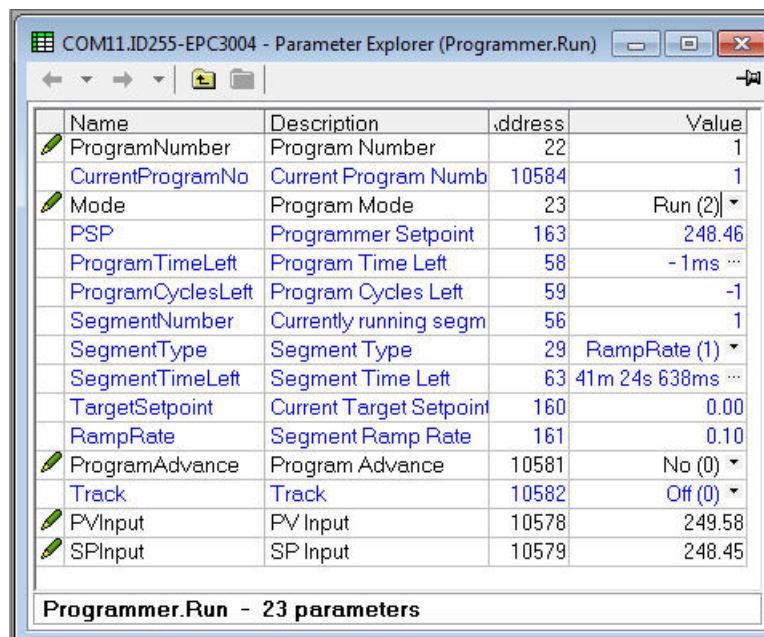 COM11.ID255-EPC3004 - Parameter Explorer (Programmer.Run)
Name Description ddress Value
ProgramNumber Program Number 22 1
CurrentProgramNo Current Program Numb 10584 1
Mode Program Mode 23 Run (2)
PSP Programmer Setpoint 163 248.46
ProgramTimeLeft Program Time Left 58 -1ms ...
ProgramCyclesLeft Program Cycles Left 59 -1
SegmentNumber Currently running segm 56 1
SegmentType Segment Type 29 RampRate (1)
SegmentTimeLeft Segment Time Left 63 41m 24s 638ms ...
TargetSetpoint Current Target Setpoint 160 0.00
RampRate Segment Ramp Rate 161 0.10
ProgramAdvance Program Advance 10581 No (0)
Track Track 10582 Off (0)
PVInput PV Input 10578 249.58
SPInput SP Input 10579 248.45
Programmer.Run - 23 parameters